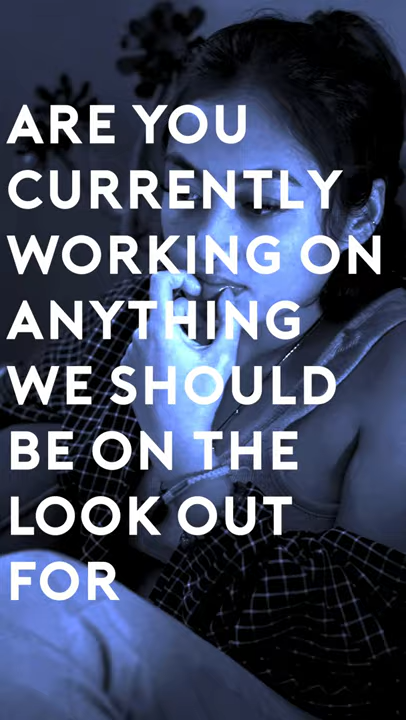 ARE YOU
CURRENTLY
WORKING ON
ANYTHING
WE SHOULD
BE ON THE
LOOK OUT
FOR